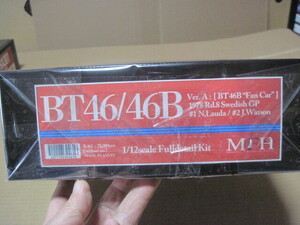 BT46/46B
Ver. A : [ BT46B "Fan Car" ]
1978 Rd.8 Swedish GP
#1 N.Lauda / #2 J.Watson
1/12scale Fulldetail Kit
MFH